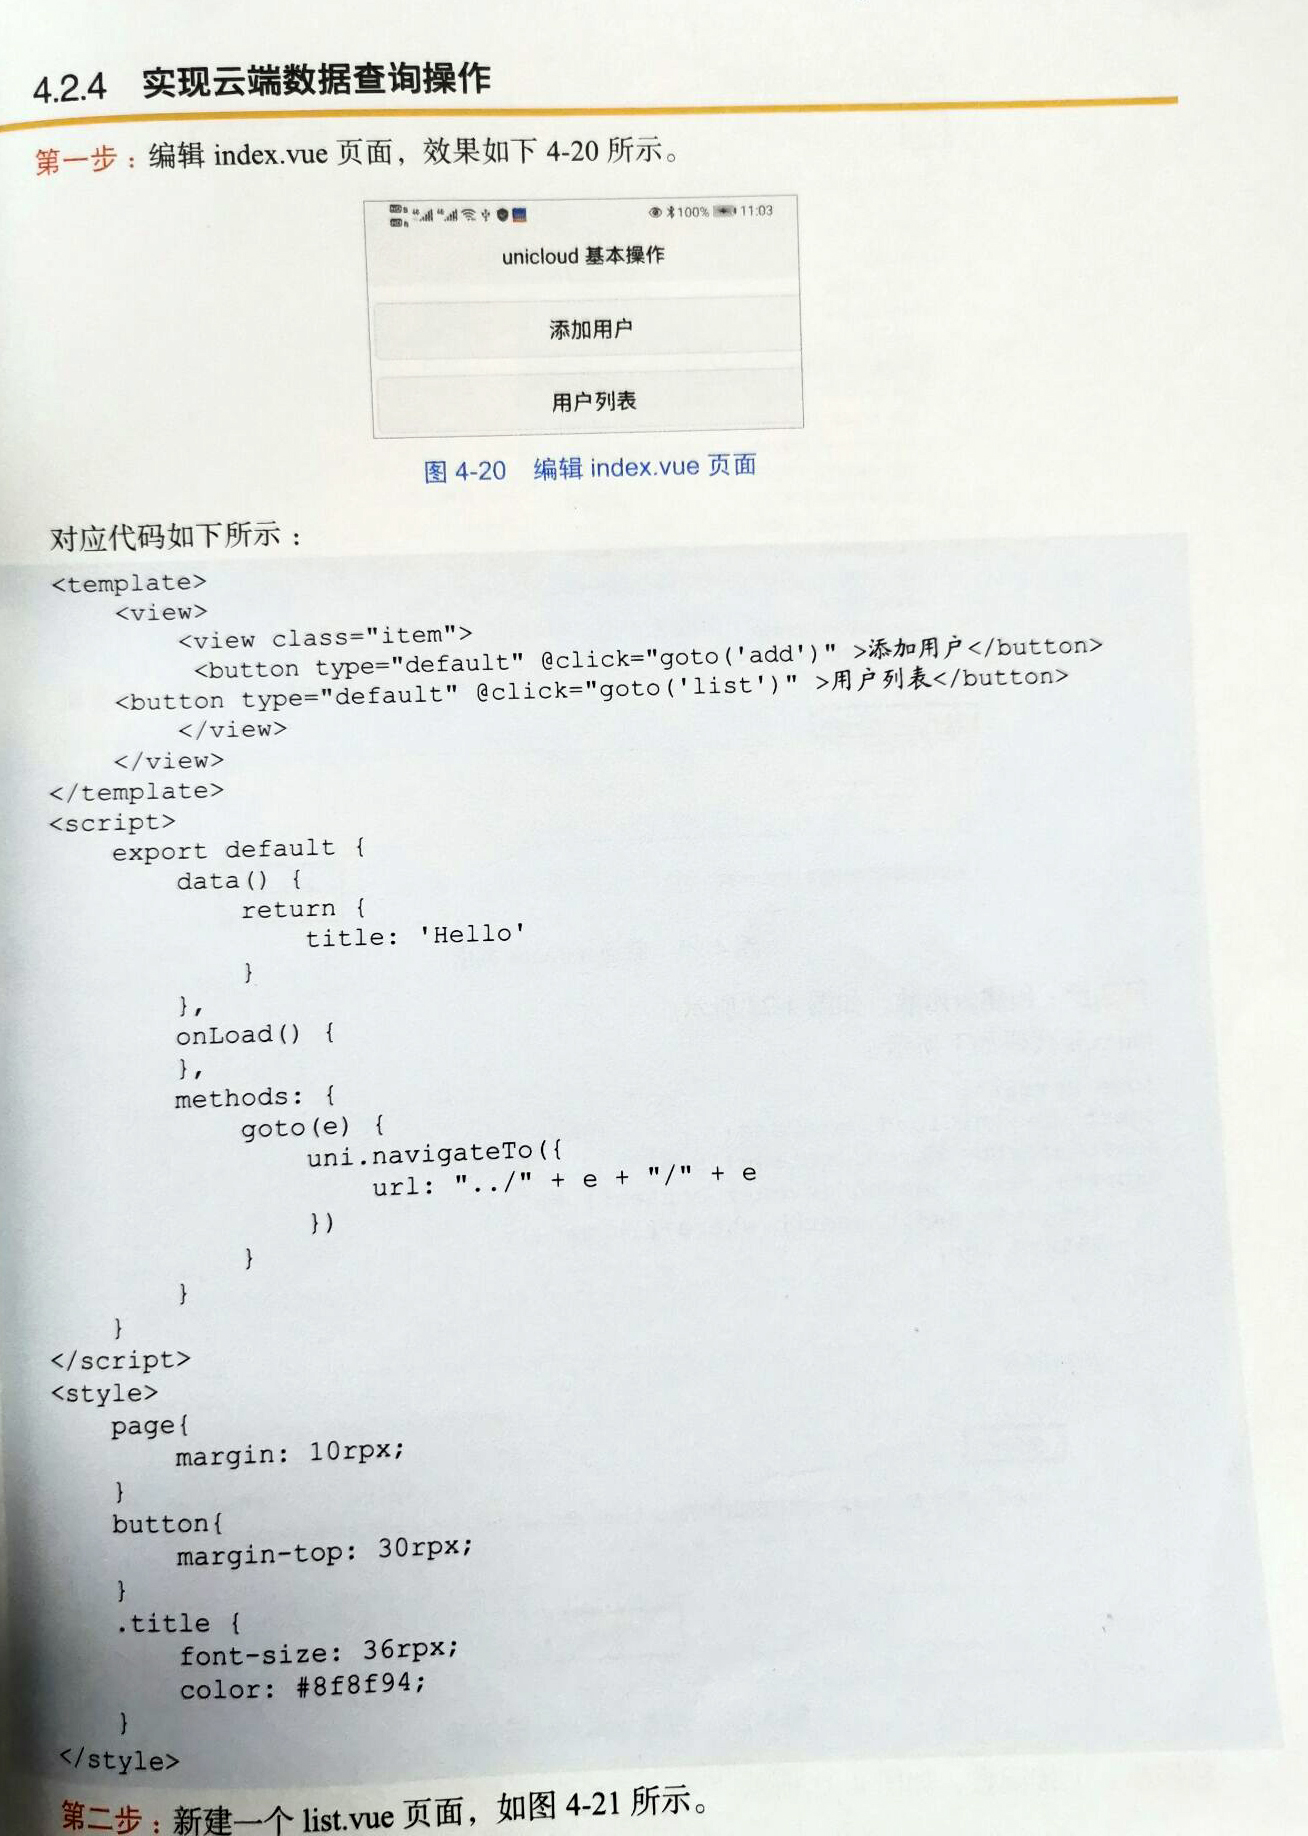 4.2.4 实现云端数据查询操作
第一步：编辑 index.vue 页面，效果如下 4-20 所示。
100% 11:03
unicloud 基本操作
添加用户
用户列表
图 4-20 编辑 index.vue 页面
对应代码如下所示：
<template>
    <view>
        <view class="item">
         <button type="default" @click="goto('add')" >添加用户</button>
    <button type="default" @click="goto('list')" >用户列表</button>
        </view>
    </view>
</template>
<script>
    export default {
        data() {
            return {
                title: 'Hello'
            }
        },
        onLoad() {
        },
        methods: {
            goto(e) {
                uni.navigateTo({
                    url: "../" + e + "/" + e
                })
            }
        }
    }
</script>
<style>
    page{
        margin: 10rpx;
    }
    button{
        margin-top: 30rpx;
    }
    .title {
        font-size: 36rpx;
        color: #8f8f94;
    }
</style>
第二步：新建一个 list.vue 页面，如图 4-21 所示。